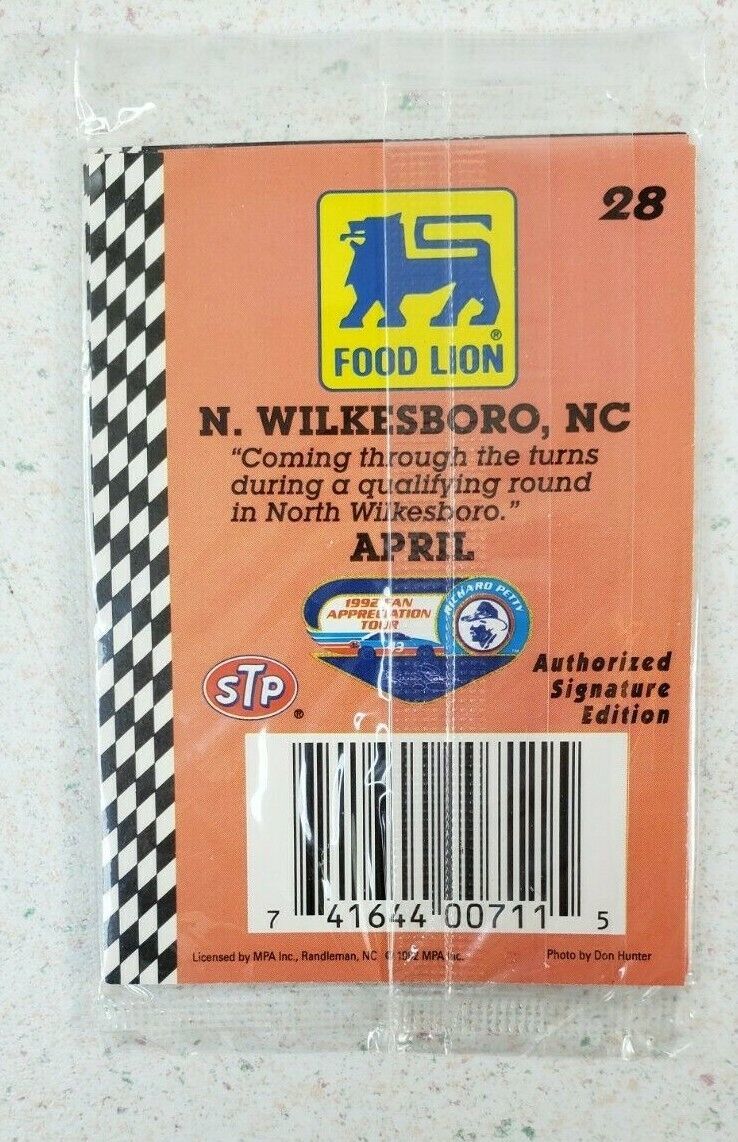 28
FOOD LION®
N. WILKESBORO, NC
"Coming through the turns
during a qualifying round
in North Wilkesboro."
APRIL
1992 FAN
APPRECIATION
TOUR
RICHARD PETTY
STP®
Authorized
Signature
Edition
7 41644 00711 5
Licensed by MPA Inc., Randleman, NC © 1992 MPA Inc. Photo by Don Hunter